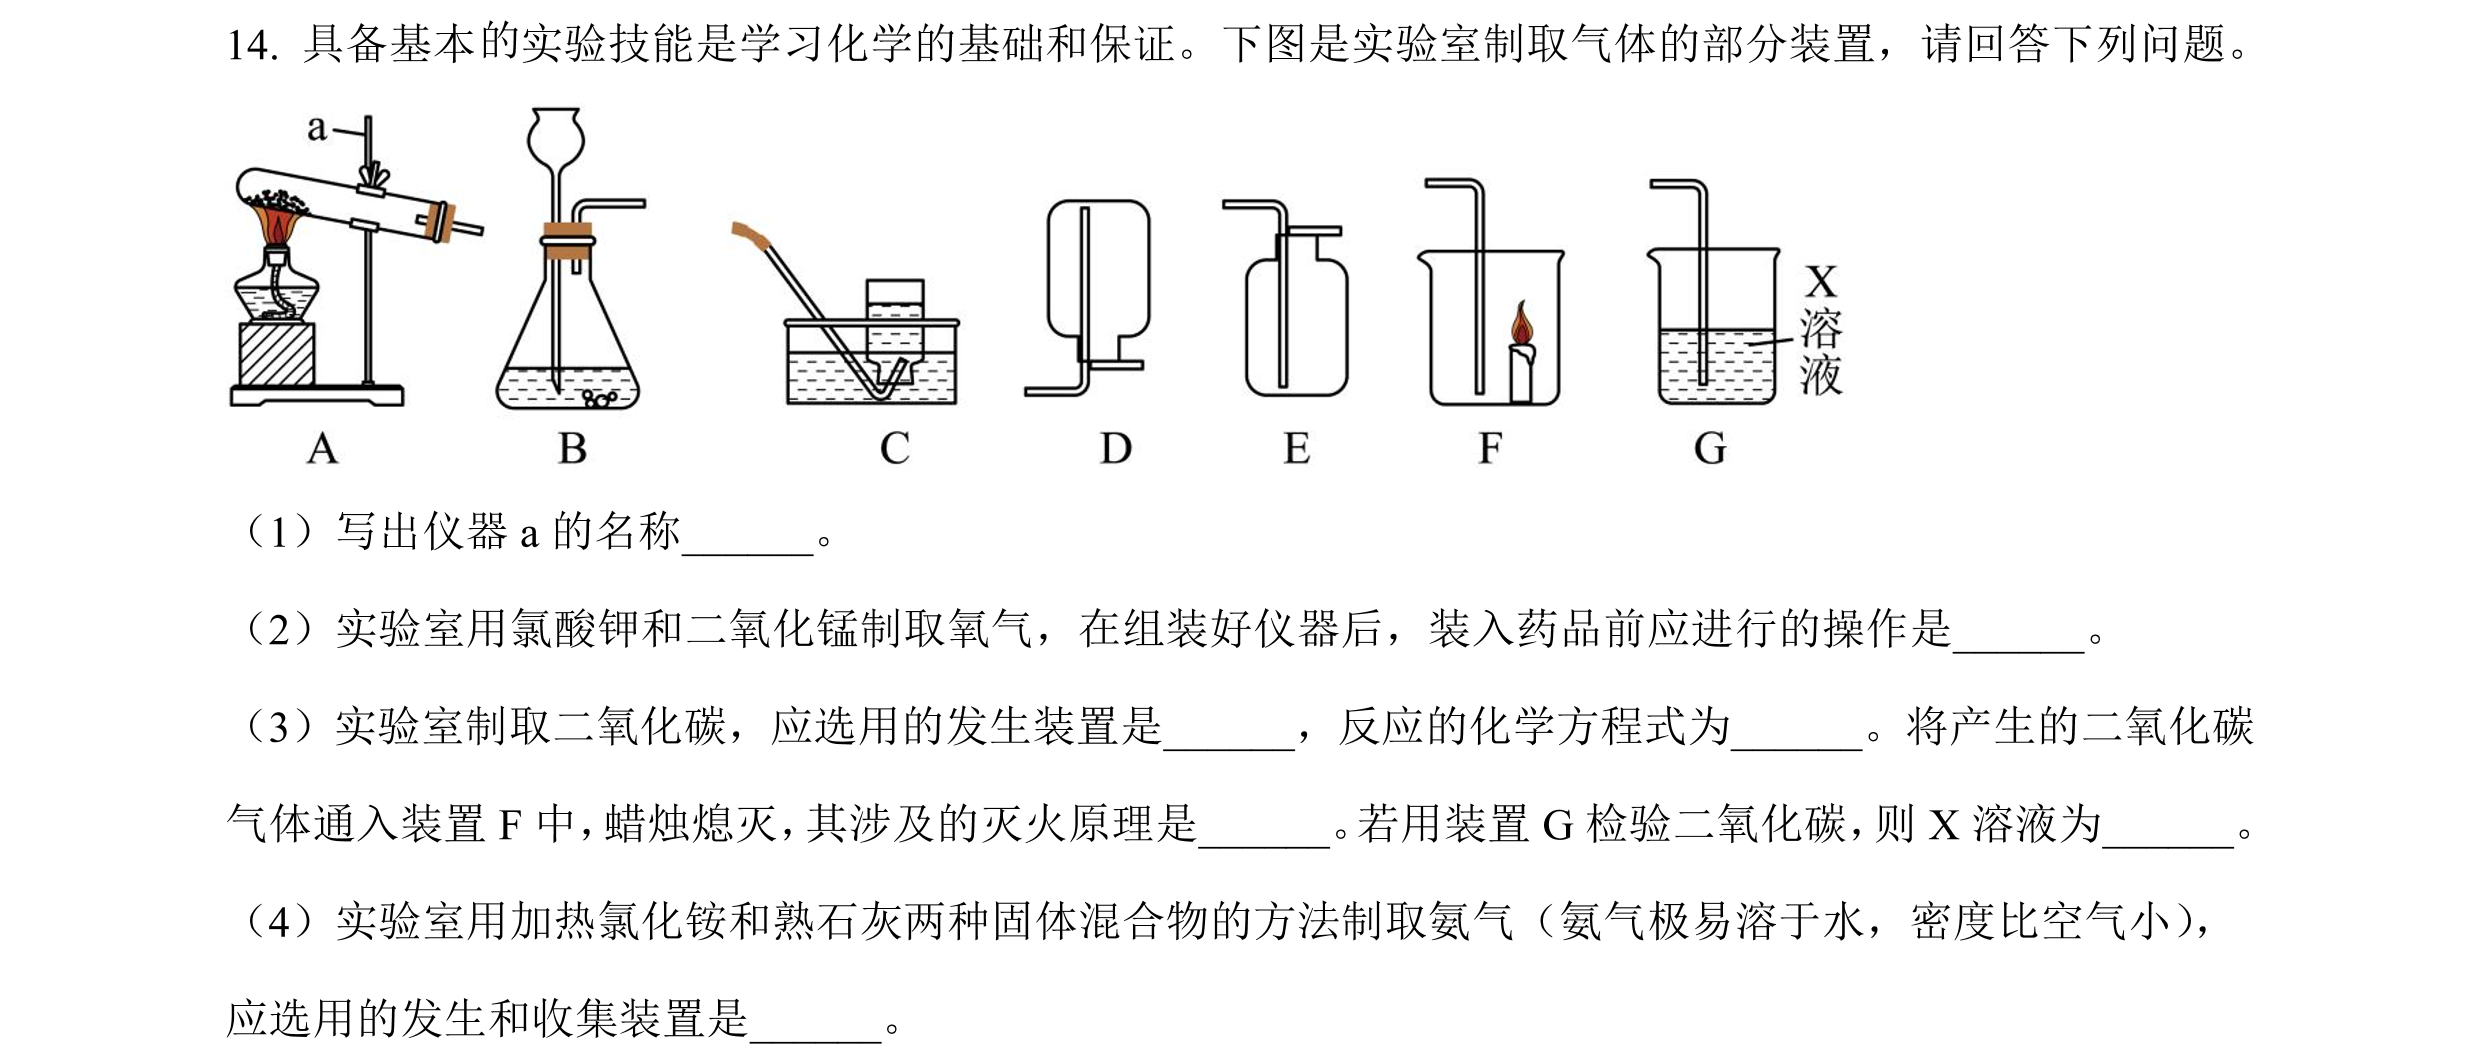 14. 具备基本的实验技能是学习化学的基础和保证。下图是实验室制取气体的部分装置，请回答下列问题。
a
X
溶
液
A B C D E F G
（1）写出仪器 a 的名称______。
（2）实验室用氯酸钾和二氧化锰制取氧气，在组装好仪器后，装入药品前应进行的操作是______。
（3）实验室制取二氧化碳，应选用的发生装置是______，反应的化学方程式为______。将产生的二氧化碳
气体通入装置 F 中，蜡烛熄灭，其涉及的灭火原理是______。若用装置 G 检验二氧化碳，则 X 溶液为______。
（4）实验室用加热氯化铵和熟石灰两种固体混合物的方法制取氨气（氨气极易溶于水，密度比空气小），
应选用的发生和收集装置是______。